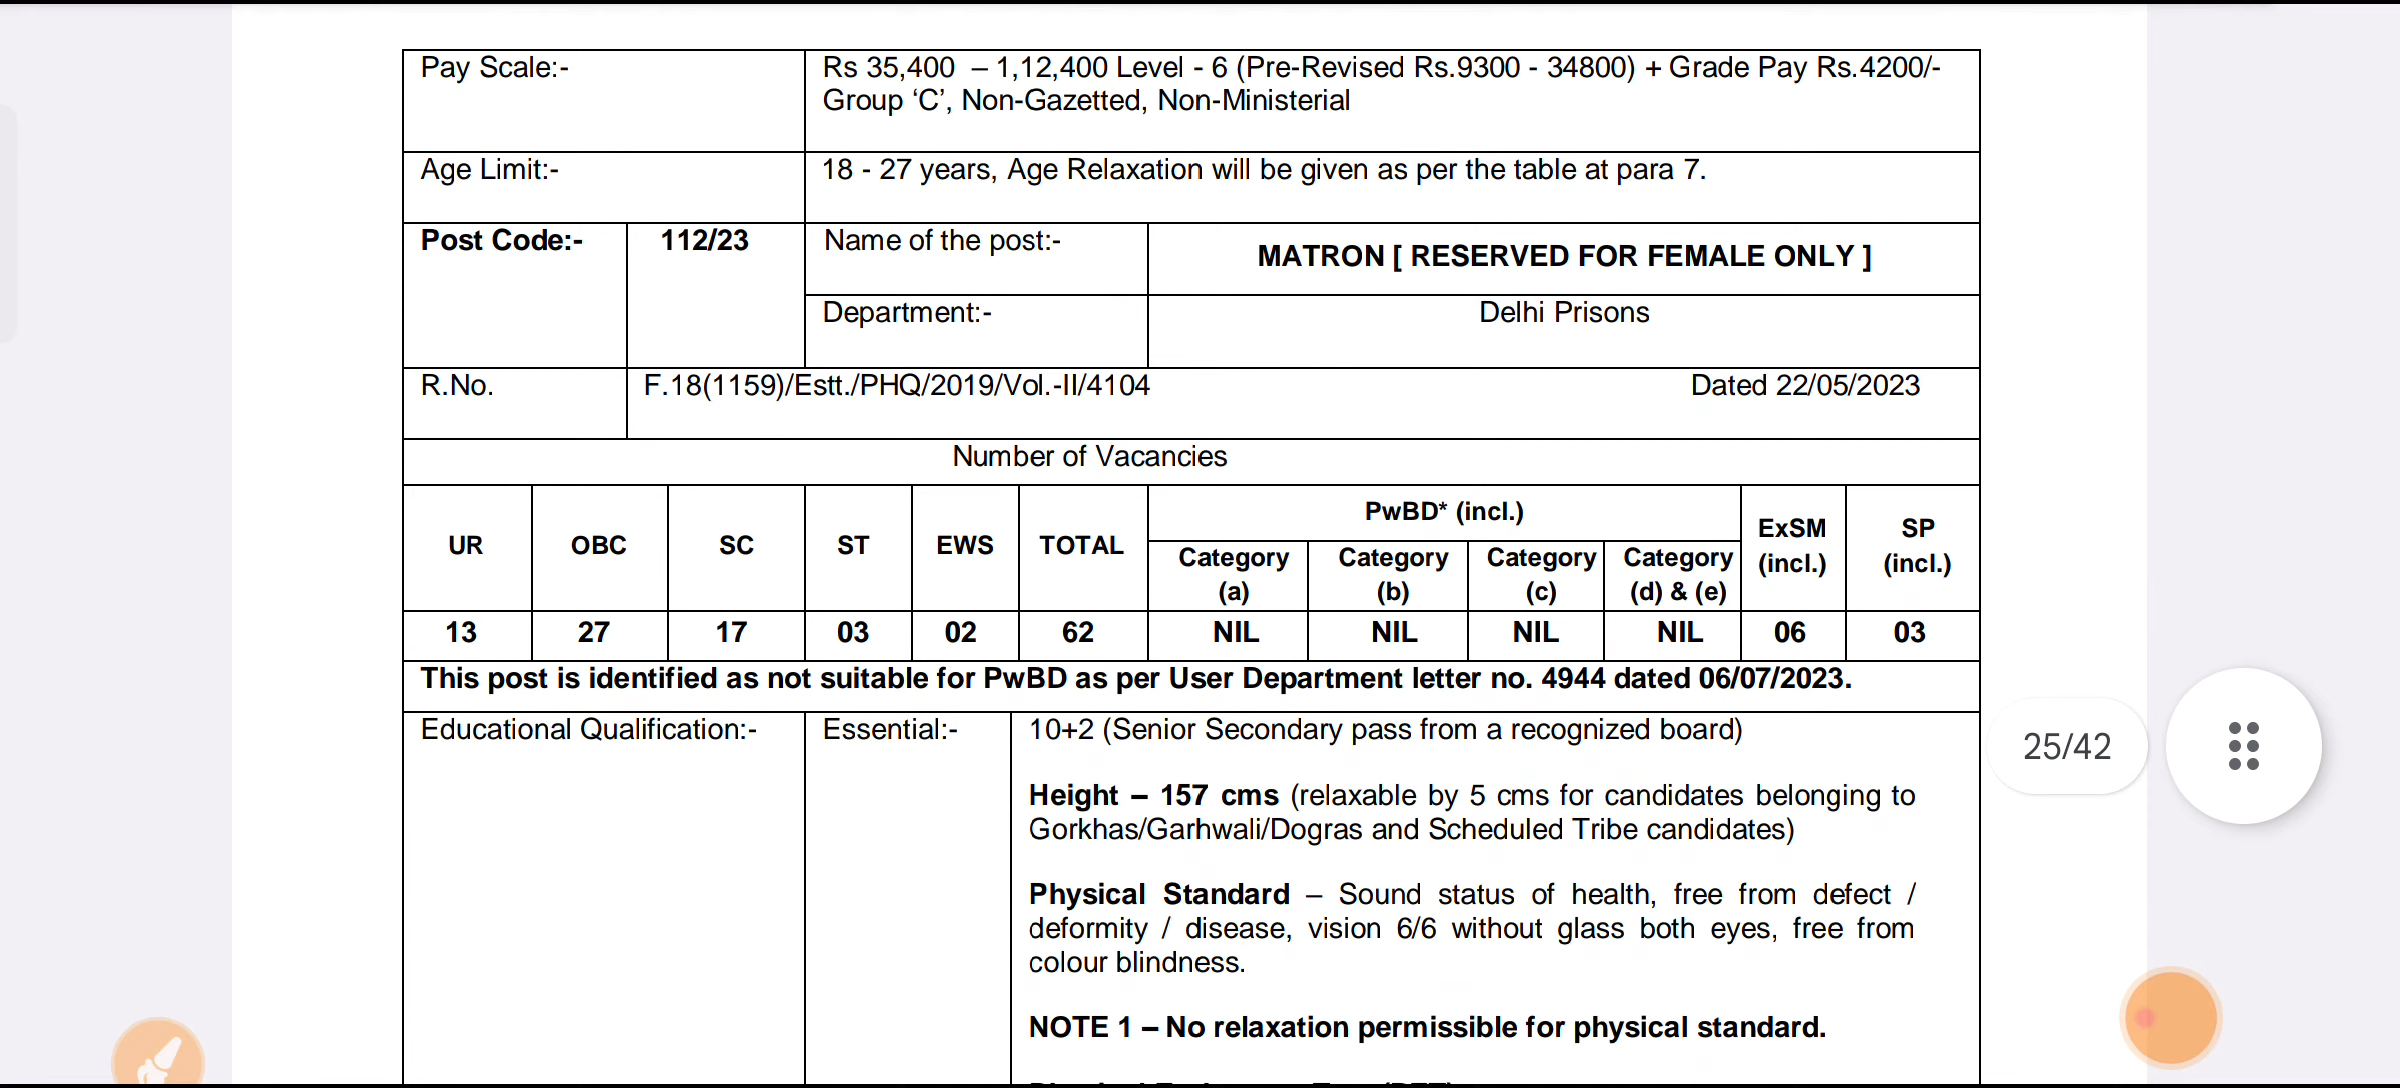 Pay Scale:-
Rs 35,400 – 1,12,400 Level - 6 (Pre-Revised Rs.9300 - 34800) + Grade Pay Rs.4200/-
Group ‘C’, Non-Gazetted, Non-Ministerial
Age Limit:-
18 - 27 years, Age Relaxation will be given as per the table at para 7.
Post Code:-
112/23
Name of the post:-
MATRON [ RESERVED FOR FEMALE ONLY ]
Department:-
Delhi Prisons
R.No.
F.18(1159)/Estt./PHQ/2019/Vol.-II/4104
Dated 22/05/2023
Number of Vacancies
UR
OBC
SC
ST
EWS
TOTAL
PwBD* (incl.)
Category
(a)
Category
(b)
Category
(c)
Category
(d) & (e)
ExSM
(incl.)
SP
(incl.)
13
27
17
03
02
62
NIL
NIL
NIL
NIL
06
03
This post is identified as not suitable for PwBD as per User Department letter no. 4944 dated 06/07/2023.
Educational Qualification:-
Essential:-
10+2 (Senior Secondary pass from a recognized board)
Height – 157 cms (relaxable by 5 cms for candidates belonging to
Gorkhas/Garhwali/Dogras and Scheduled Tribe candidates)
Physical Standard – Sound status of health, free from defect /
deformity / disease, vision 6/6 without glass both eyes, free from
colour blindness.
NOTE 1 – No relaxation permissible for physical standard.
25/42